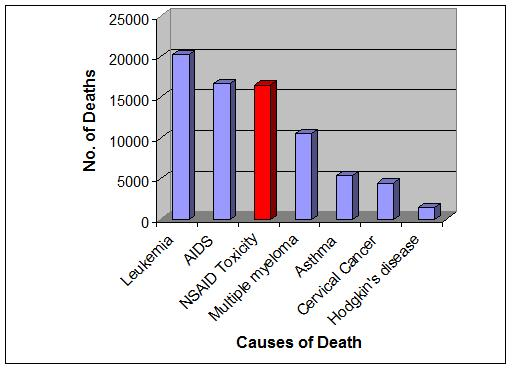 25000
20000
15000
10000
5000
0
No. of Deaths
Leukemia
AIDS
NSAID Toxicity
Multiple myeloma
Asthma
Cervical Cancer
Hodgkin's disease
Causes of Death